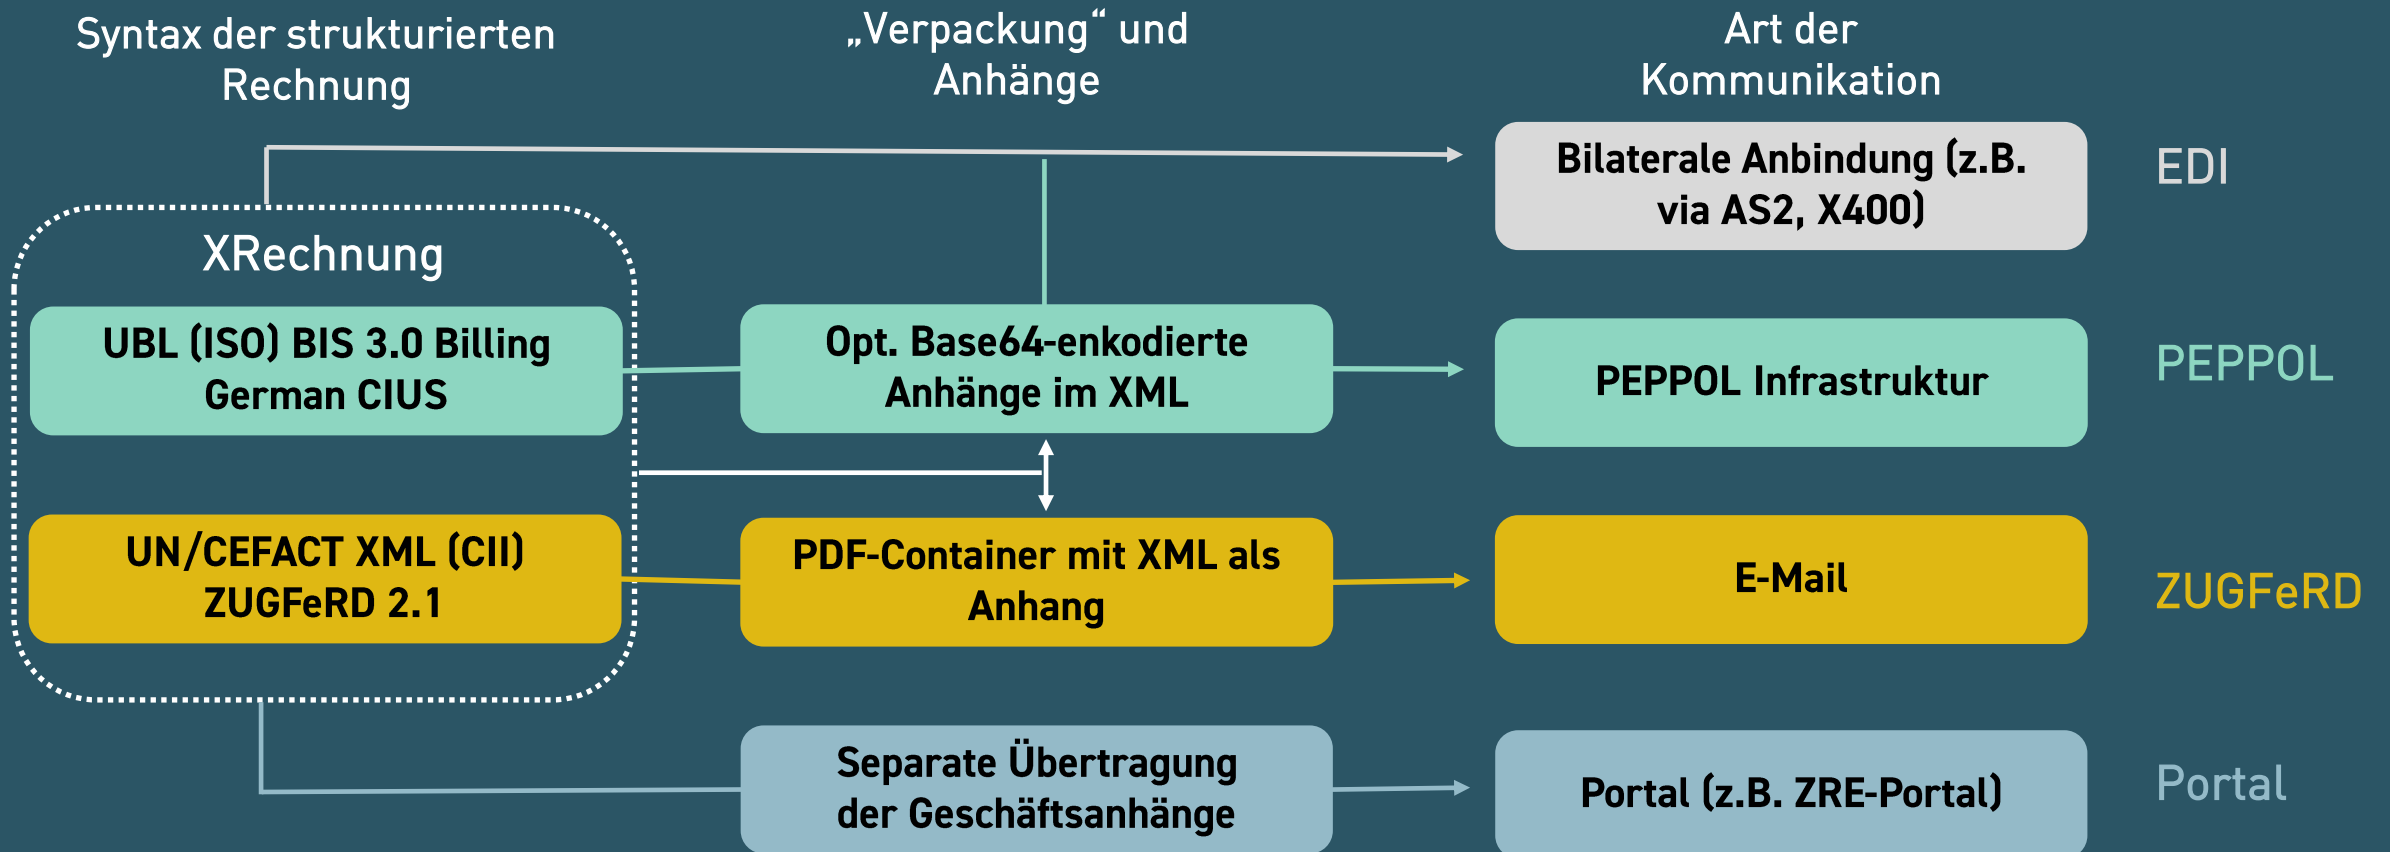 Syntax der strukturierten
Rechnung
„Verpackung“ und
Anhänge
Art der
Kommunikation
Bilaterale Anbindung (z.B.
via AS2, X400)
EDI
XRechnung
UBL (ISO) BIS 3.0 Billing
German CIUS
Opt. Base64-enkodierte
Anhänge im XML
PEPPOL Infrastruktur
PEPPOL
UN/CEFACT XML (CII)
ZUGFeRD 2.1
PDF-Container mit XML als
Anhang
E-Mail
ZUGFeRD
Separate Übertragung
der Geschäftsanhänge
Portal (z.B. ZRE-Portal)
Portal